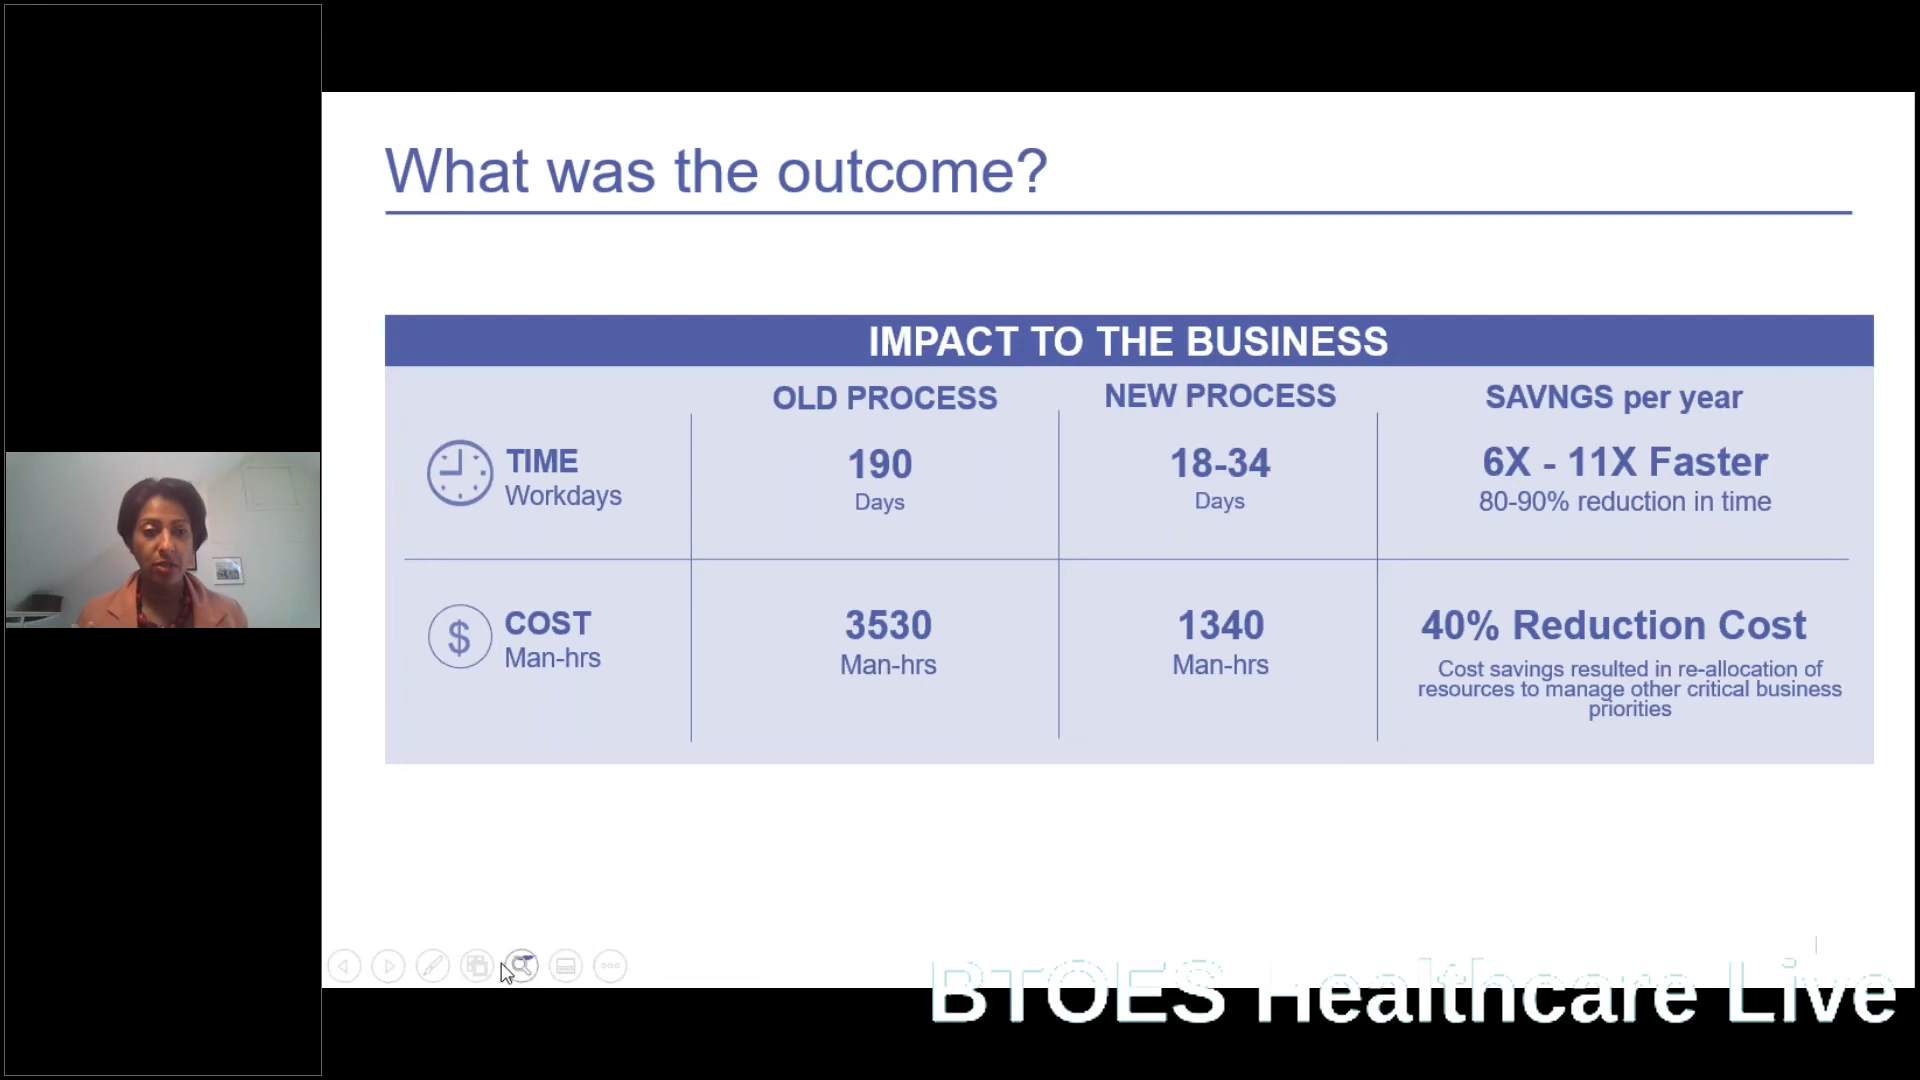 What was the outcome?
IMPACT TO THE BUSINESS
OLD PROCESS
NEW PROCESS
SAVNGS per year
TIME
Workdays
190
Days
18-34
Days
6X - 11X Faster
80-90% reduction in time
$
COST
Man-hrs
3530
Man-hrs
1340
Man-hrs
40% Reduction Cost
Cost savings resulted in re-allocation of
resources to manage other critical business
priorities
BTOES Healthcare Live